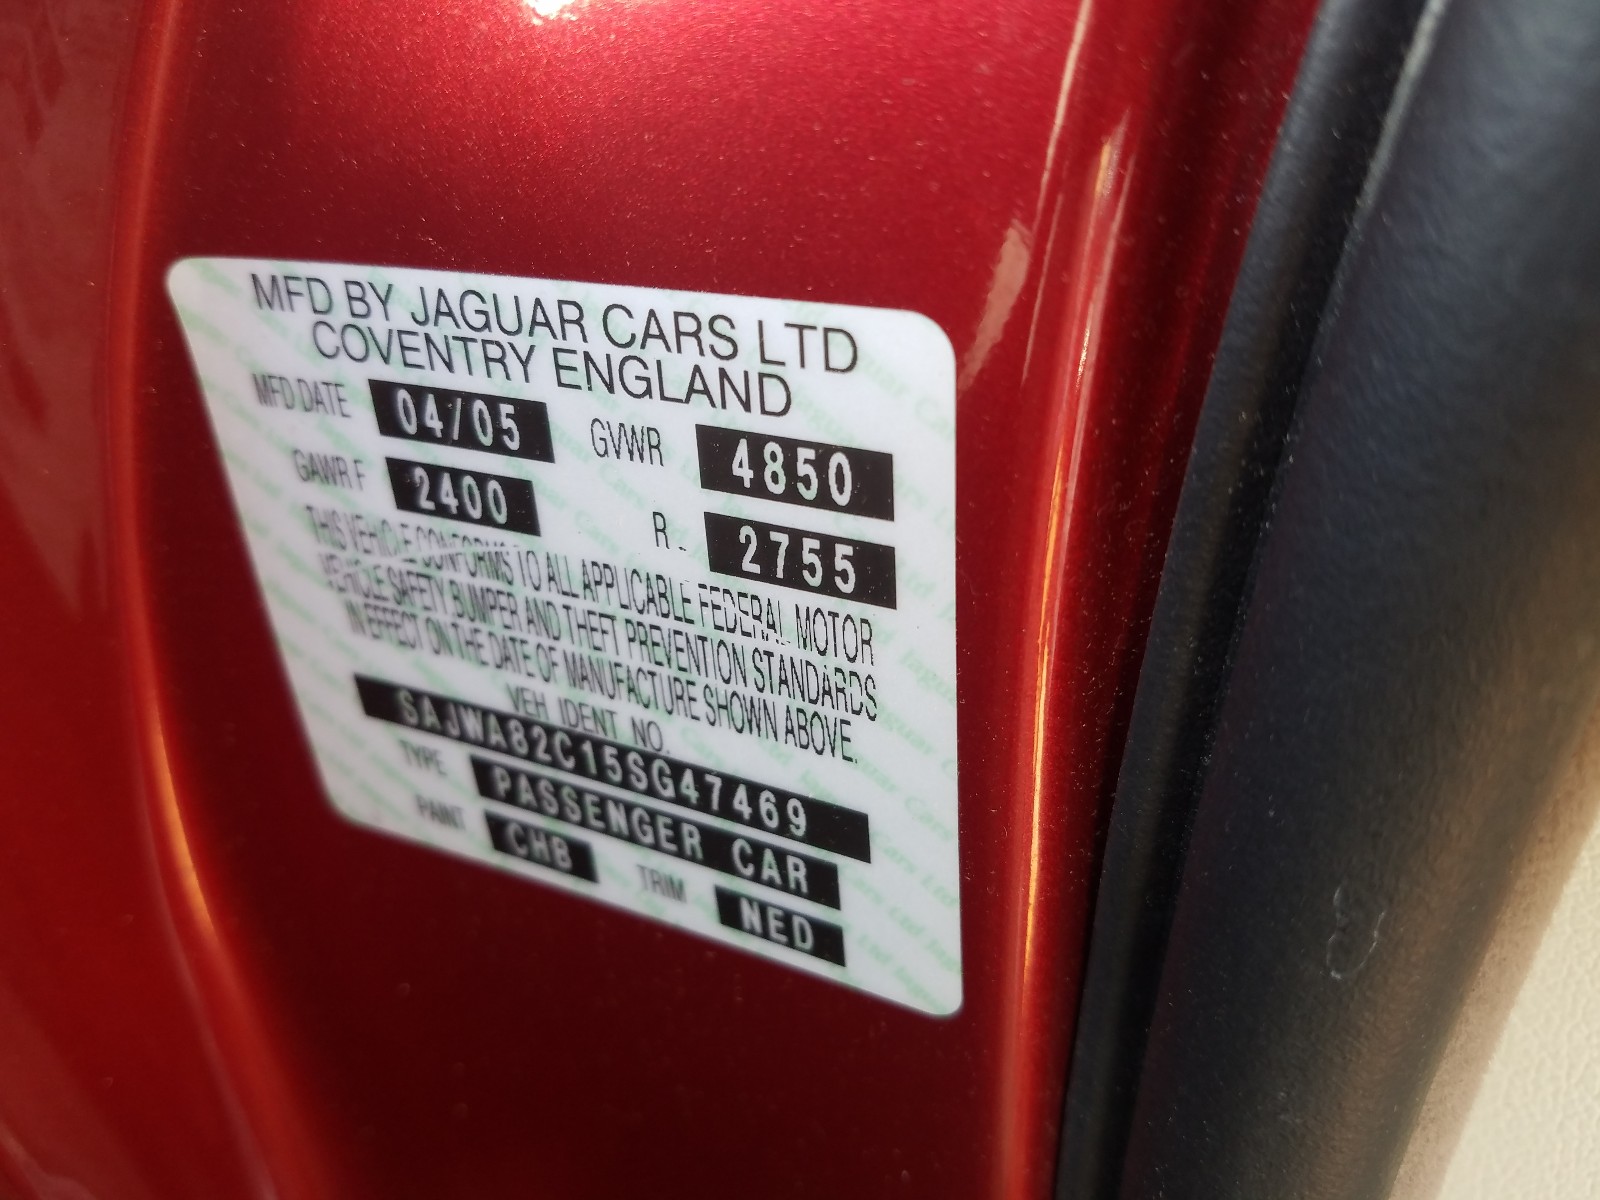 MFD BY JAGUAR CARS LTD
COVENTRY ENGLAND
MFD DATE 04/05 GVWR 4850
GAWR F 2400 R - 2755
THIS VEHICLE CONFORMS TO ALL APPLICABLE FEDERAL MOTOR
VEHICLE SAFETY BUMPER AND THEFT PREVENTION STANDARDS
IN EFFECT ON THE DATE OF MANUFACTURE SHOWN ABOVE.
VEH IDENT NO.
SAJWA82C15SG47469
TYPE PASSENGER CAR
PAINT CHB TRIM NED